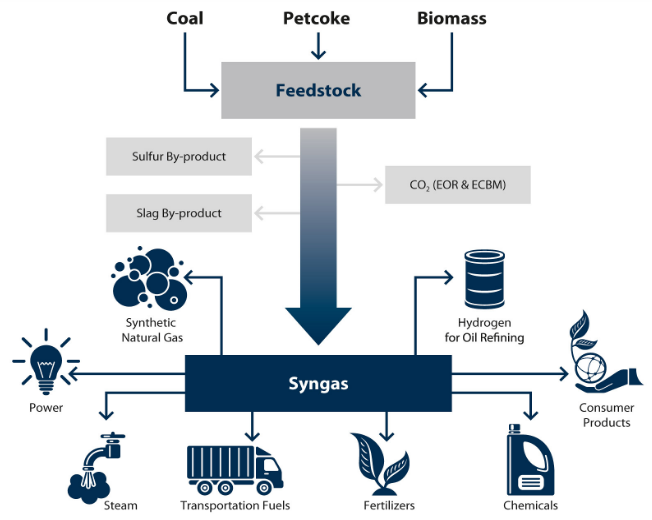 Coal
Petcoke
Biomass
Feedstock
Sulfur By-product
CO₂ (EOR & ECBM)
Slag By-product
Synthetic
Natural Gas
Hydrogen
for Oil Refining
Syngas
Power
Consumer
Products
Steam
Transportation Fuels
Fertilizers
Chemicals